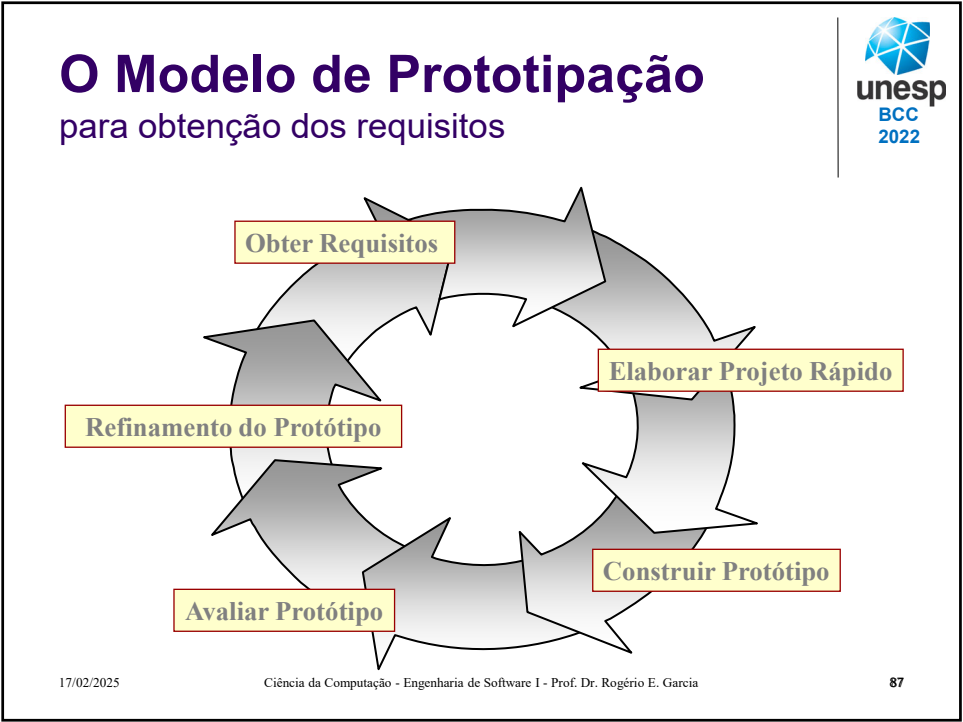 O Modelo de Prototipação
para obtenção dos requisitos
unesp
BCC
2022
Obter Requisitos
Elaborar Projeto Rápido
Refinamento do Protótipo
Construir Protótipo
Avaliar Protótipo
17/02/2025
Ciência da Computação - Engenharia de Software I - Prof. Dr. Rogério E. Garcia
87